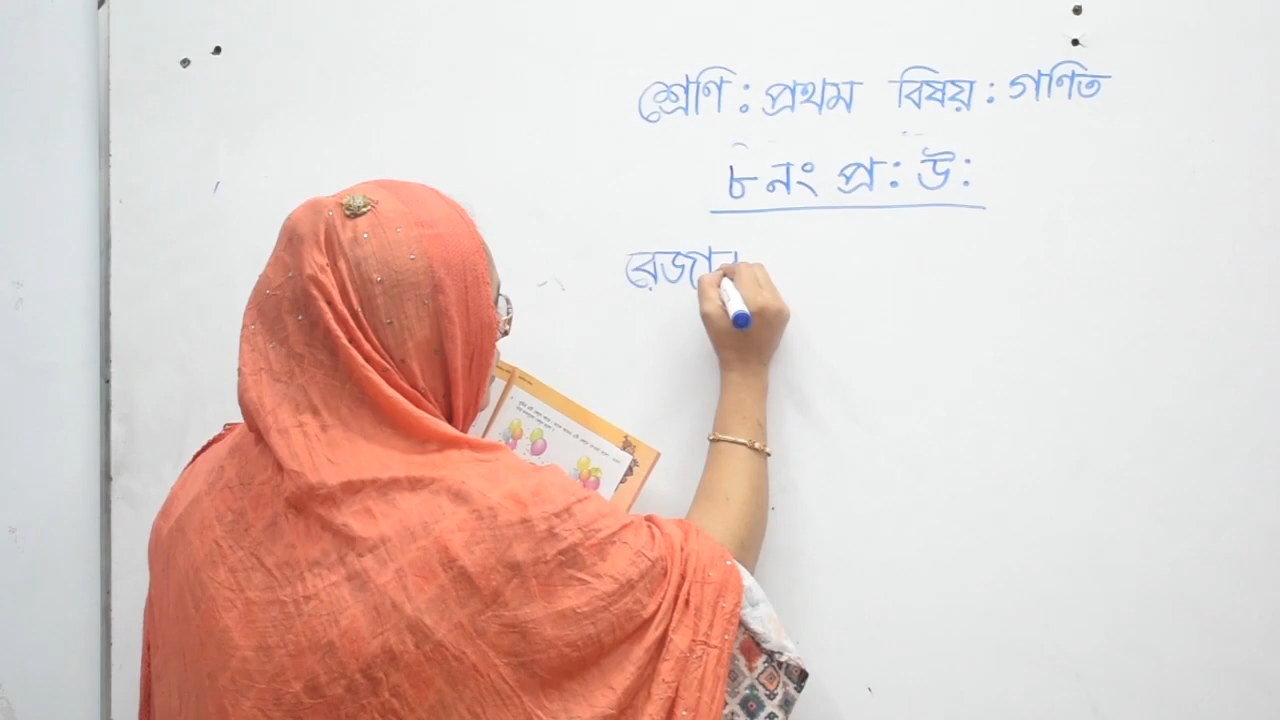 শ্রেণি : প্রথম বিষয় : গণিত
৮ নং প্র : উ :
রেজা